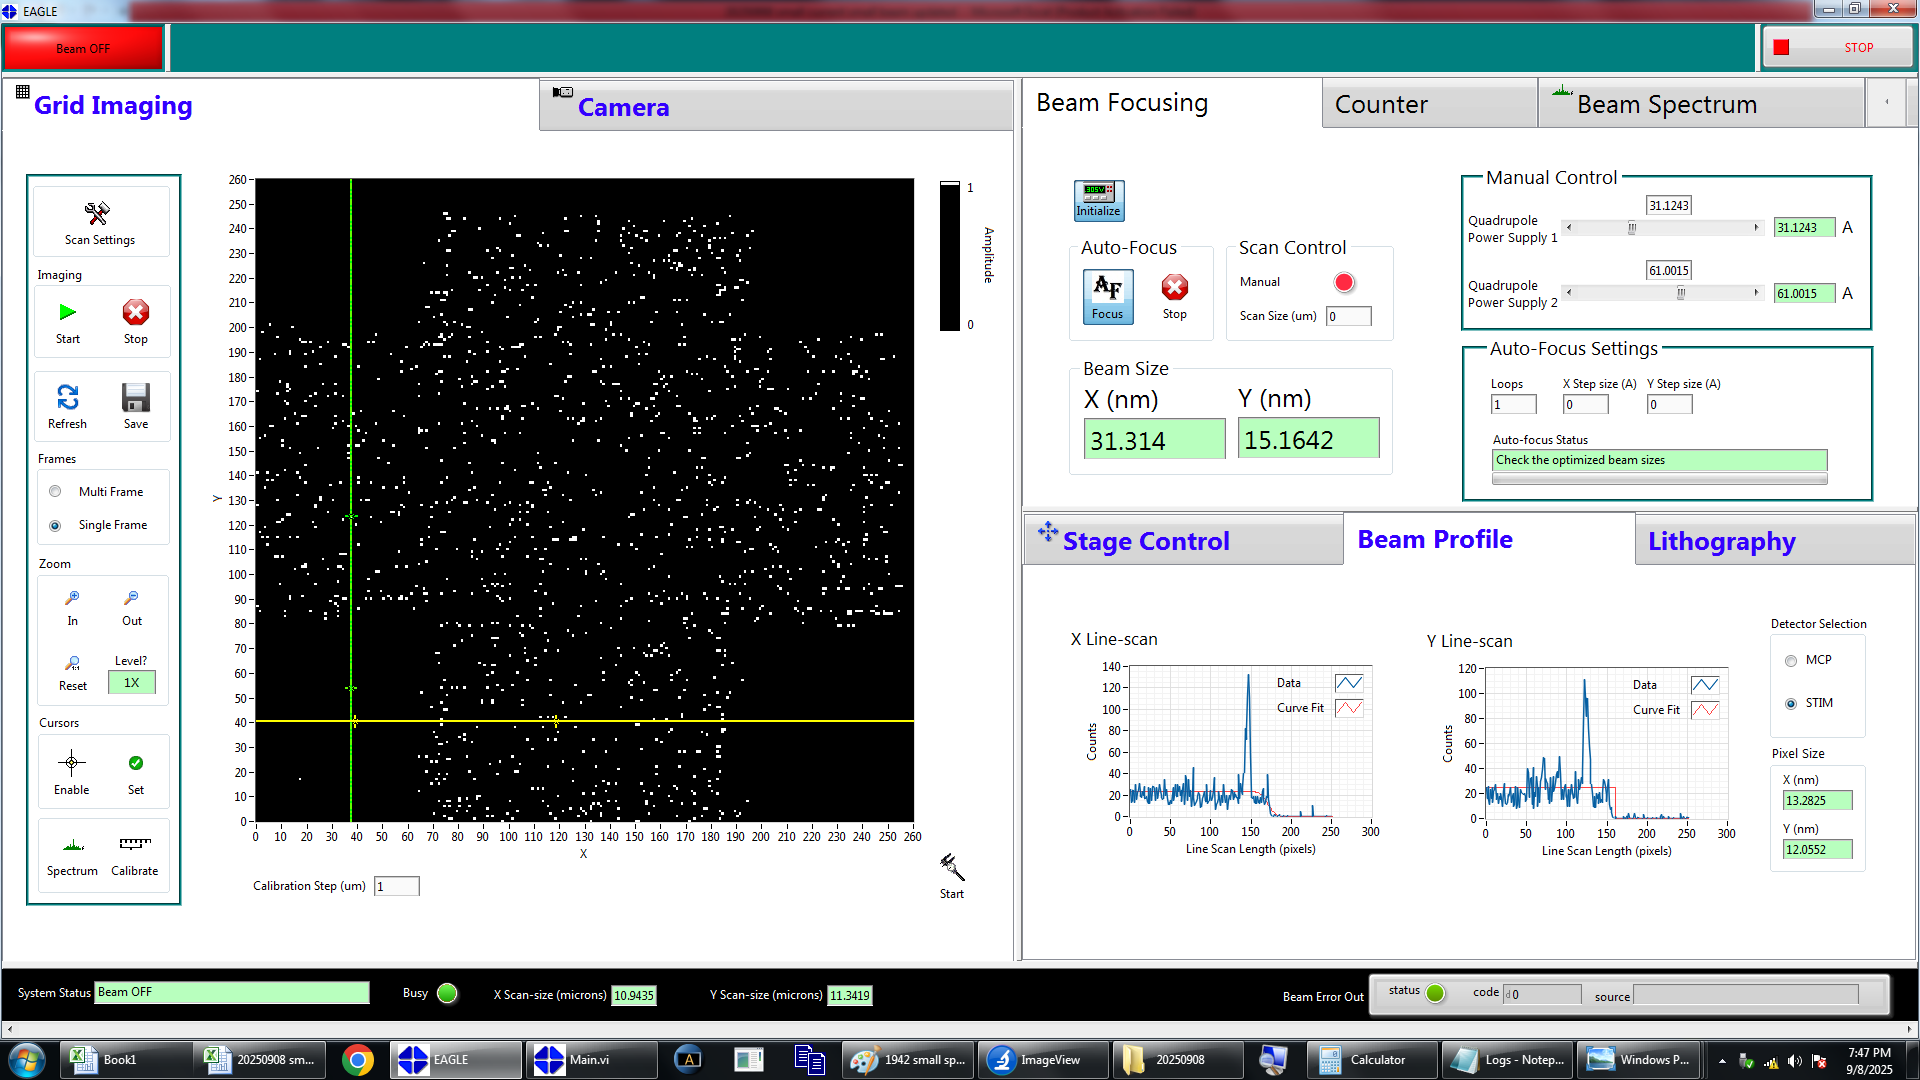 EAGLE
Beam OFF
STOP
Grid Imaging
Camera
Beam Focusing
Counter
Beam Spectrum
Scan Settings
Imaging
Start
Stop
Refresh
Save
Frames
Multi Frame
Single Frame
Zoom
In
Out
Reset
Level?
1X
Cursors
Enable
Set
Spectrum
Calibrate
260
250
240
230
220
210
200
190
180
170
160
150
140
130
120
110
100
90
80
70
60
50
40
30
20
10
0
Y
0 10 20 30 40 50 60 70 80 90 100 110 120 130 140 150 160 170 180 190 200 210 220 230 240 250 260
X
1
0
Amplitude
Calibration Step (um) 1
Start
Initialize
Auto-Focus
AF
Focus
Stop
Scan Control
Manual
Scan Size (um) 0
Beam Size
X (nm) Y (nm)
31.314 15.1642
Manual Control
31.1243
Quadrupole
Power Supply 1
31.1243 A
61.0015
Quadrupole
Power Supply 2
61.0015 A
Auto-Focus Settings
Loops X Step size (A) Y Step size (A)
1 0 0
Auto-focus Status
Check the optimized beam sizes
Stage Control
Beam Profile
Lithography
X Line-scan
140
120
100
80
60
40
20
0
Counts
Data
Curve Fit
0 50 100 150 200 250 300
Line Scan Length (pixels)
Y Line-scan
120
100
80
60
40
20
0
Counts
Data
Curve Fit
0 50 100 150 200 250 300
Line Scan Length (pixels)
Detector Selection
MCP
STIM
Pixel Size
X (nm)
13.2825
Y (nm)
12.0552
System Status Beam OFF
Busy
X Scan-size (microns) 10.9435
Y Scan-size (microns) 11.3419
Beam Error Out
status
code d 0
source
Book1
20250908 sm...
EAGLE
Main.vi
1942 small sp...
ImageView
20250908
Calculator
Logs - Notep...
Windows P...
7:47 PM
9/8/2025